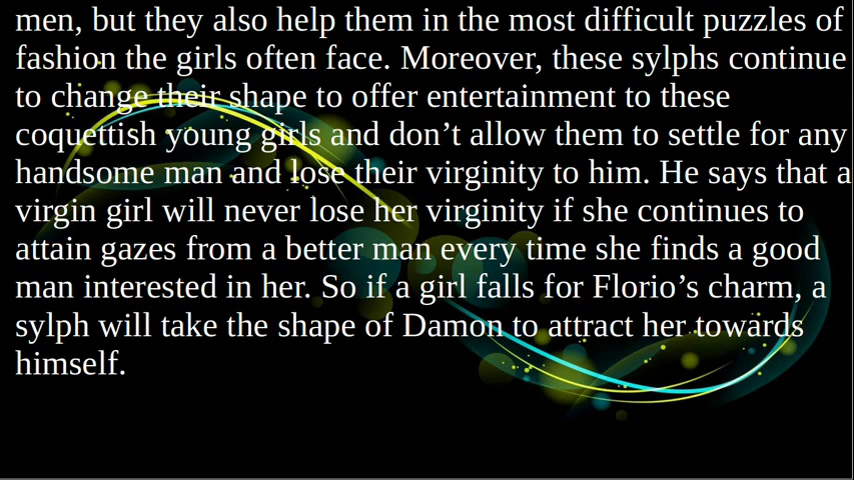 men, but they also help them in the most difficult puzzles of
fashion the girls often face. Moreover, these sylphs continue
to change their shape to offer entertainment to these
coquettish young girls and don’t allow them to settle for any
handsome man and lose their virginity to him. He says that a
virgin girl will never lose her virginity if she continues to
attain gazes from a better man every time she finds a good
man interested in her. So if a girl falls for Florio’s charm, a
sylph will take the shape of Damon to attract her towards
himself.